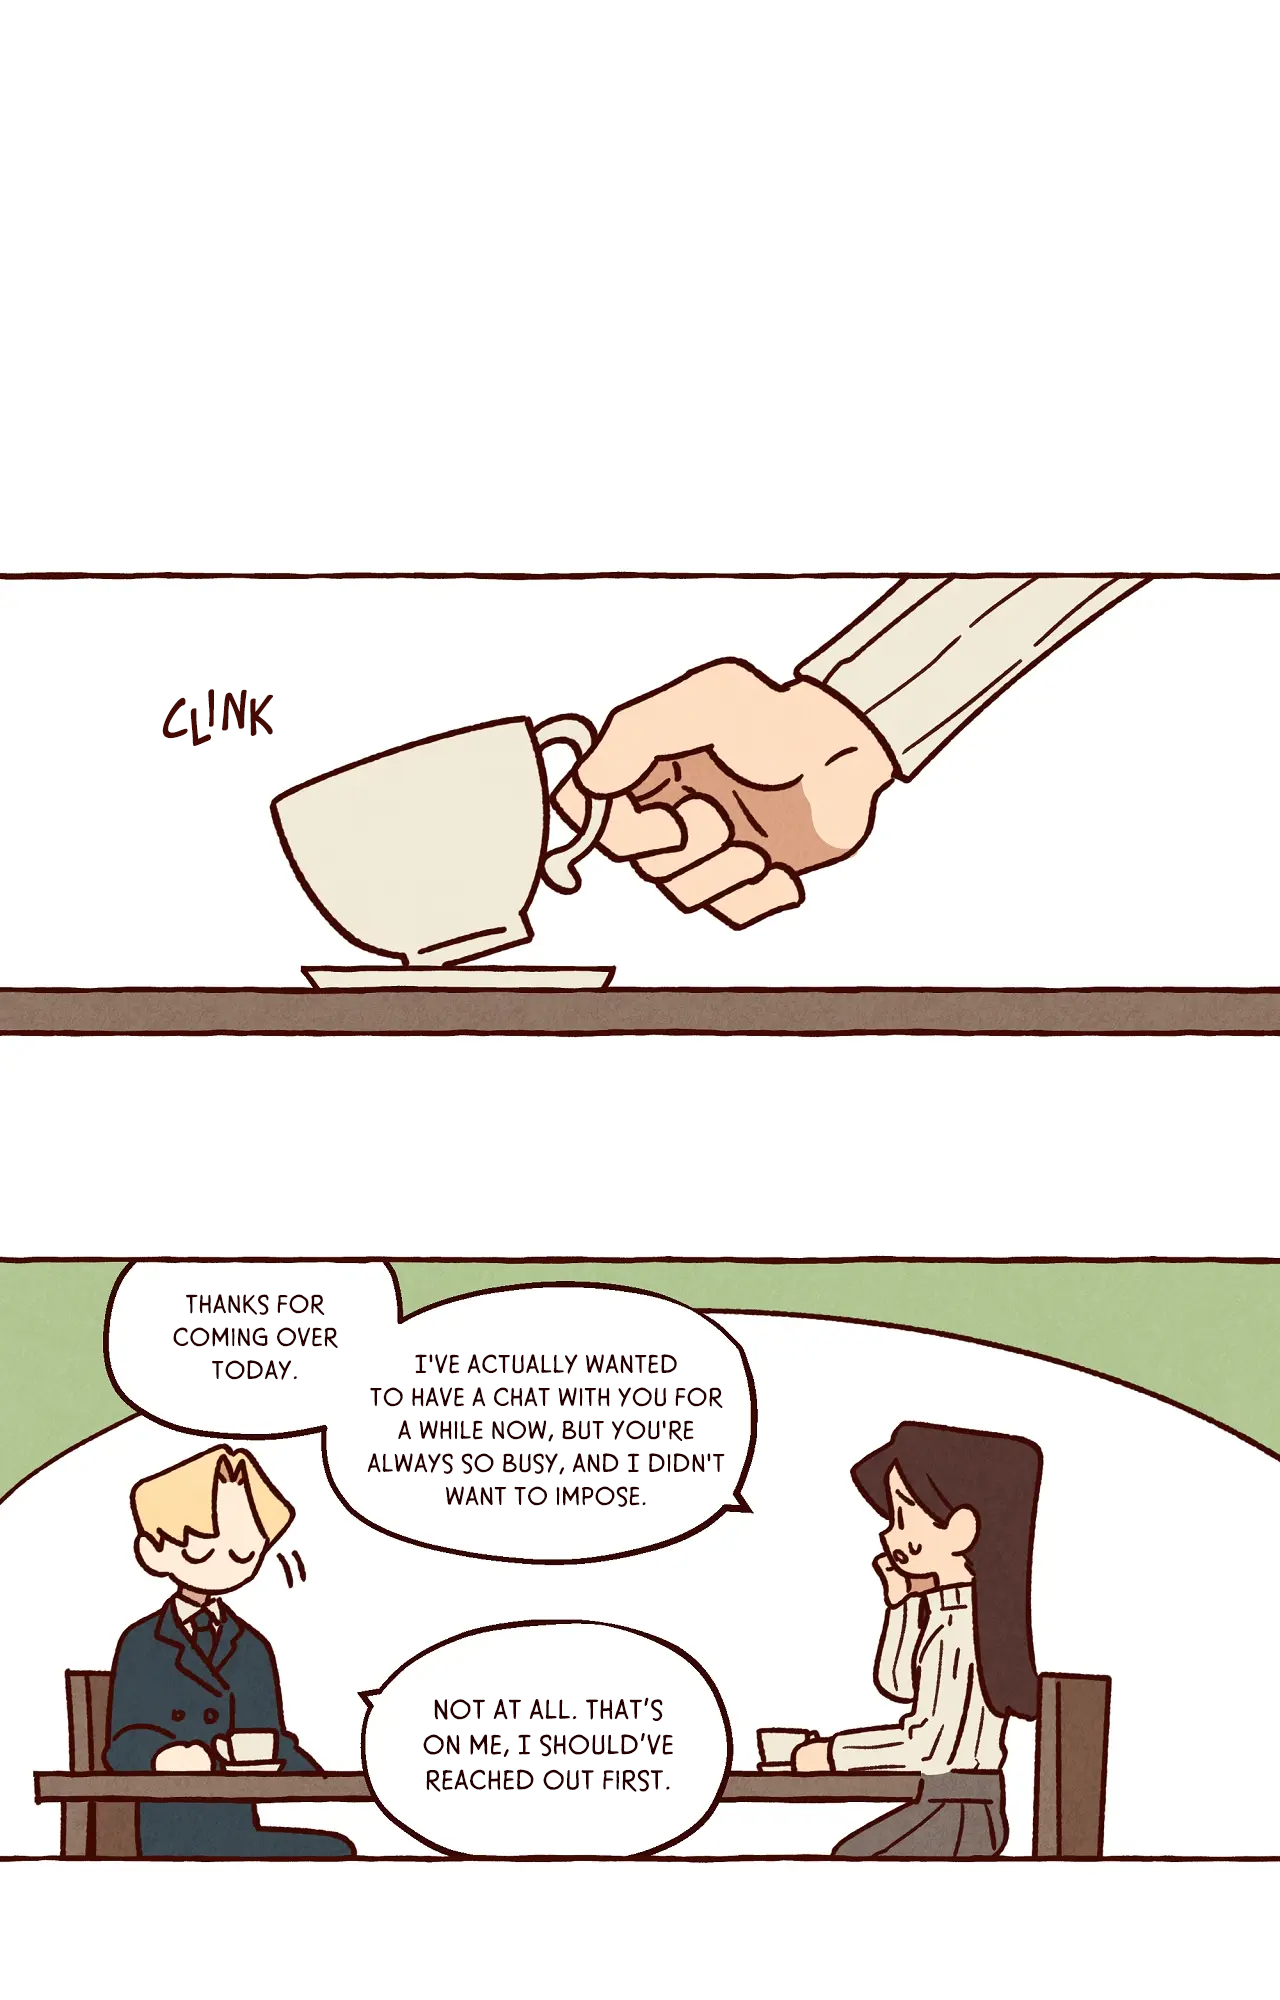 CLINK
THANKS FOR
COMING OVER
TODAY.
I'VE ACTUALLY WANTED
TO HAVE A CHAT WITH YOU FOR
A WHILE NOW, BUT YOU'RE
ALWAYS SO BUSY, AND I DIDN'T
WANT TO IMPOSE.
NOT AT ALL. THAT'S
ON ME, I SHOULD'VE
REACHED OUT FIRST.